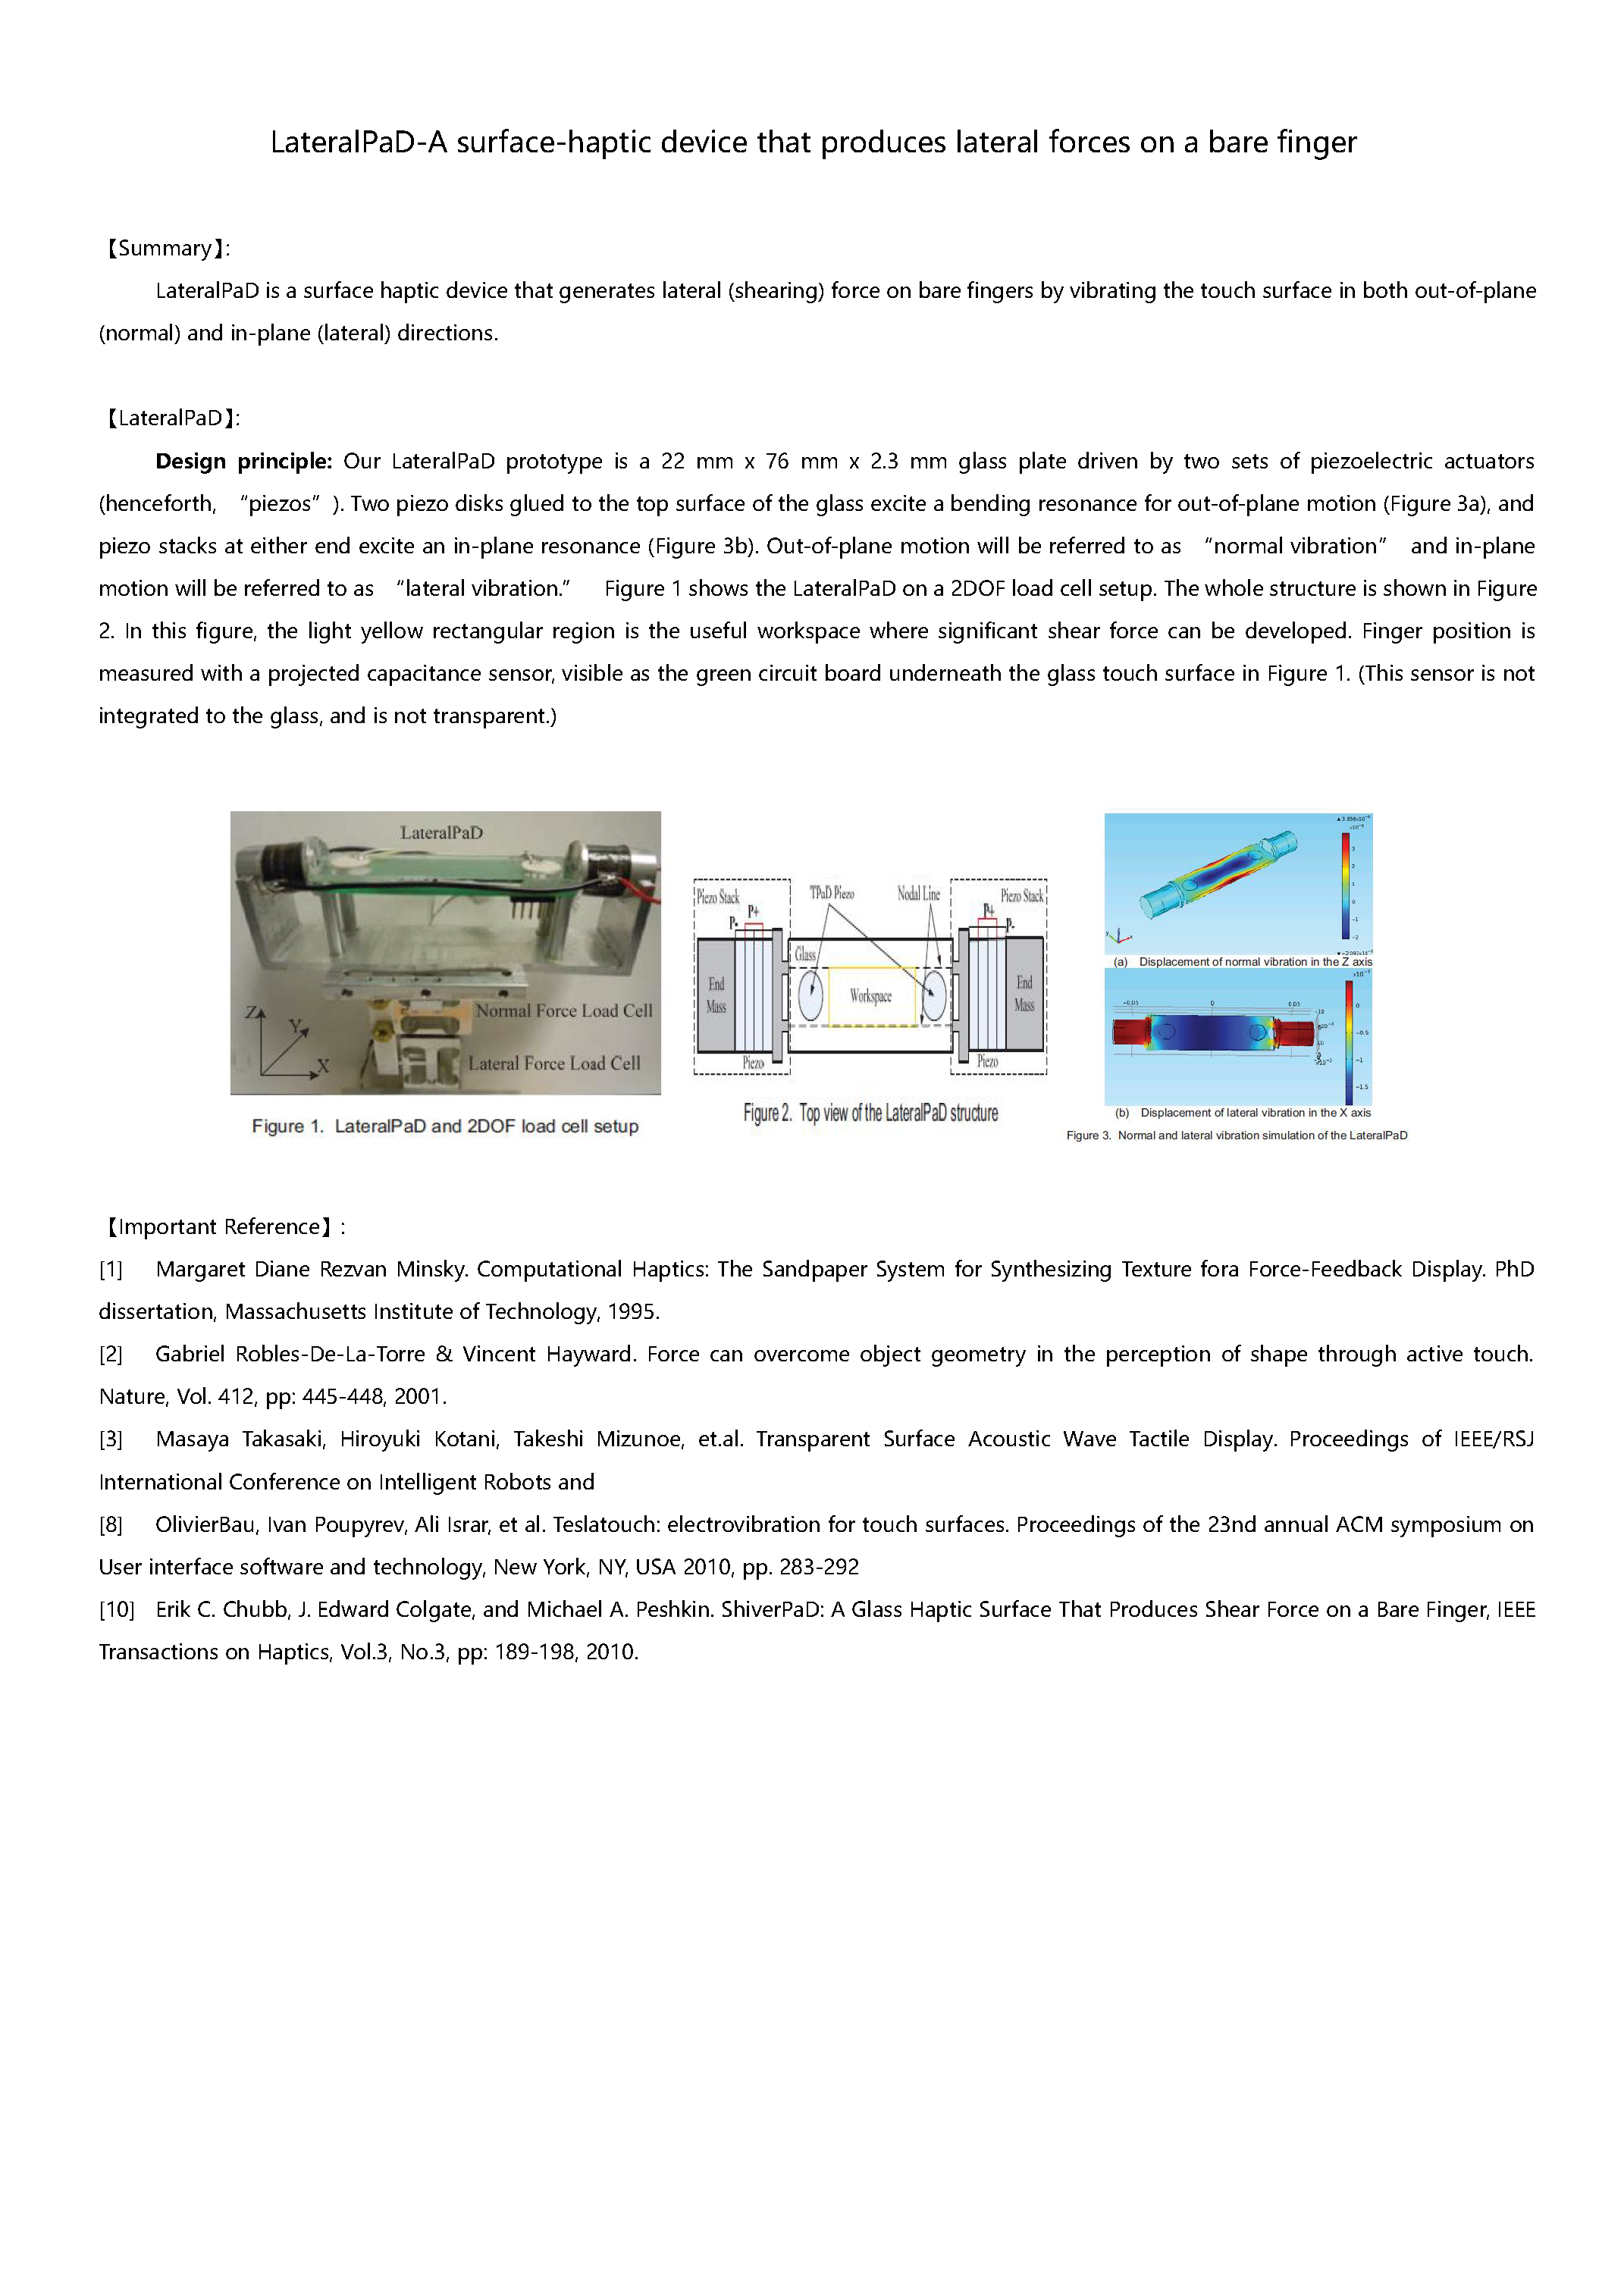 LateralPaD-A surface-haptic device that produces lateral forces on a bare finger
【Summary】:
LateralPaD is a surface haptic device that generates lateral (shearing) force on bare fingers by vibrating the touch surface in both out-of-plane
(normal) and in-plane (lateral) directions.
【LateralPaD】:
Design principle: Our LateralPaD prototype is a 22 mm x 76 mm x 2.3 mm glass plate driven by two sets of piezoelectric actuators
(henceforth, “piezos”). Two piezo disks glued to the top surface of the glass excite a bending resonance for out-of-plane motion (Figure 3a), and
piezo stacks at either end excite an in-plane resonance (Figure 3b). Out-of-plane motion will be referred to as “normal vibration” and in-plane
motion will be referred to as “lateral vibration.” Figure 1 shows the LateralPaD on a 2DOF load cell setup. The whole structure is shown in Figure
2. In this figure, the light yellow rectangular region is the useful workspace where significant shear force can be developed. Finger position is
measured with a projected capacitance sensor, visible as the green circuit board underneath the glass touch surface in Figure 1. (This sensor is not
integrated to the glass, and is not transparent.)
LateralPaD
Normal Force Load Cell
Lateral Force Load Cell
Z
Y
X
Figure 1. LateralPaD and 2DOF load cell setup
Piezo Stack
TPaD Piezo
Nodal Line
Piezo Stack
P-
P+
P+
P-
Glass
End
Mass
Workspace
End
Mass
Piezo
Piezo
Figure 2. Top view of the LateralPaD structure
3
2
1
0
-1
-2
(a) Displacement of normal vibration in the Z axis
-0.05
0
0.05
0
-0.5
-1
-1.5
(b) Displacement of lateral vibration in the X axis
Figure 3. Normal and lateral vibration simulation of the LateralPaD
【Important Reference】:
[1] Margaret Diane Rezvan Minsky. Computational Haptics: The Sandpaper System for Synthesizing Texture fora Force-Feedback Display. PhD
dissertation, Massachusetts Institute of Technology, 1995.
[2] Gabriel Robles-De-La-Torre & Vincent Hayward. Force can overcome object geometry in the perception of shape through active touch.
Nature, Vol. 412, pp: 445-448, 2001.
[3] Masaya Takasaki, Hiroyuki Kotani, Takeshi Mizunoe, et.al. Transparent Surface Acoustic Wave Tactile Display. Proceedings of IEEE/RSJ
International Conference on Intelligent Robots and
[8] OlivierBau, Ivan Poupyrev, Ali Israr, et al. Teslatouch: electrovibration for touch surfaces. Proceedings of the 23nd annual ACM symposium on
User interface software and technology, New York, NY, USA 2010, pp. 283-292
[10] Erik C. Chubb, J. Edward Colgate, and Michael A. Peshkin. ShiverPaD: A Glass Haptic Surface That Produces Shear Force on a Bare Finger, IEEE
Transactions on Haptics, Vol.3, No.3, pp: 189-198, 2010.